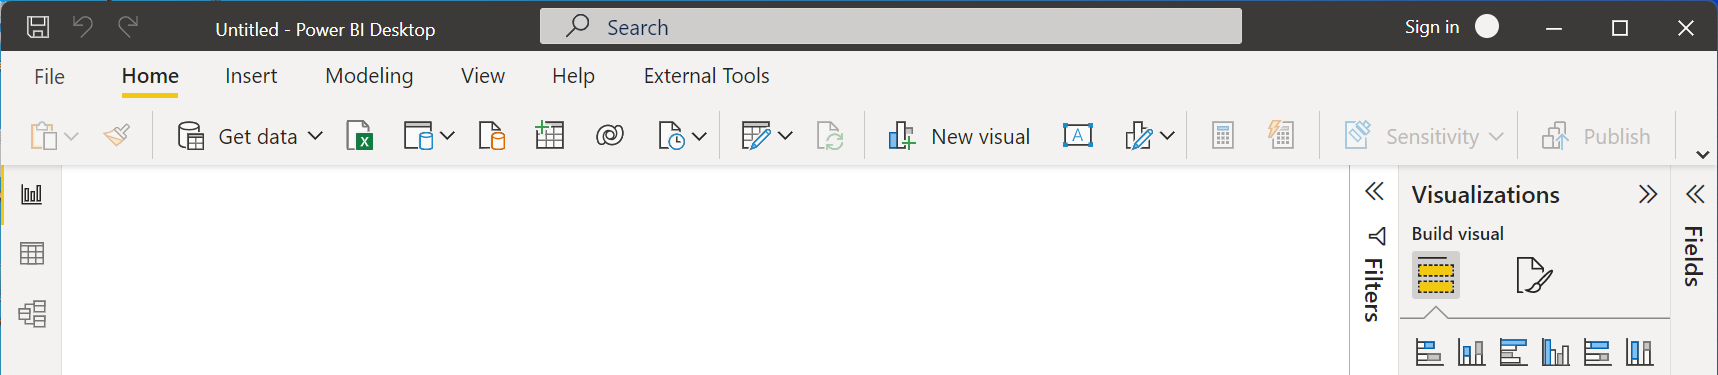 Untitled - Power BI Desktop
Search
Sign in
File
Home
Insert
Modeling
View
Help
External Tools
Get data
New visual
Sensitivity
Publish
Filters
Visualizations
Build visual
Fields